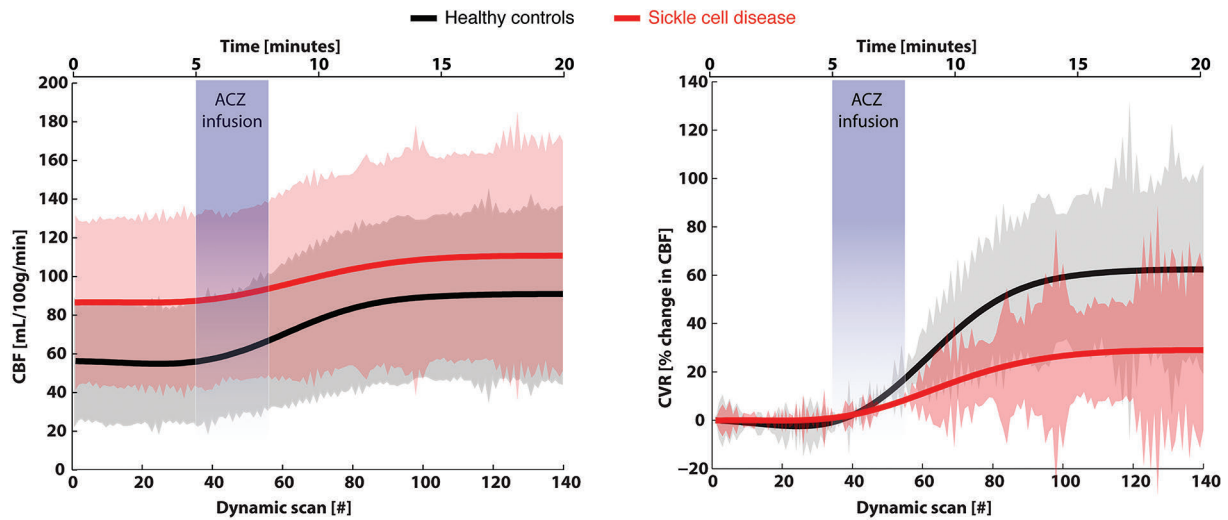 Healthy controls
Sickle cell disease
Time [minutes]
0 5 10 15 20
200
180
160
140
120
100
80
60
40
20
0
CBF [mL/100g/min]
ACZ
infusion
0 20 40 60 80 100 120 140
Dynamic scan [#]
Time [minutes]
0 5 10 15 20
140
120
100
80
60
40
20
0
−20
CVR [% change in CBF]
ACZ
infusion
0 20 40 60 80 100 120 140
Dynamic scan [#]